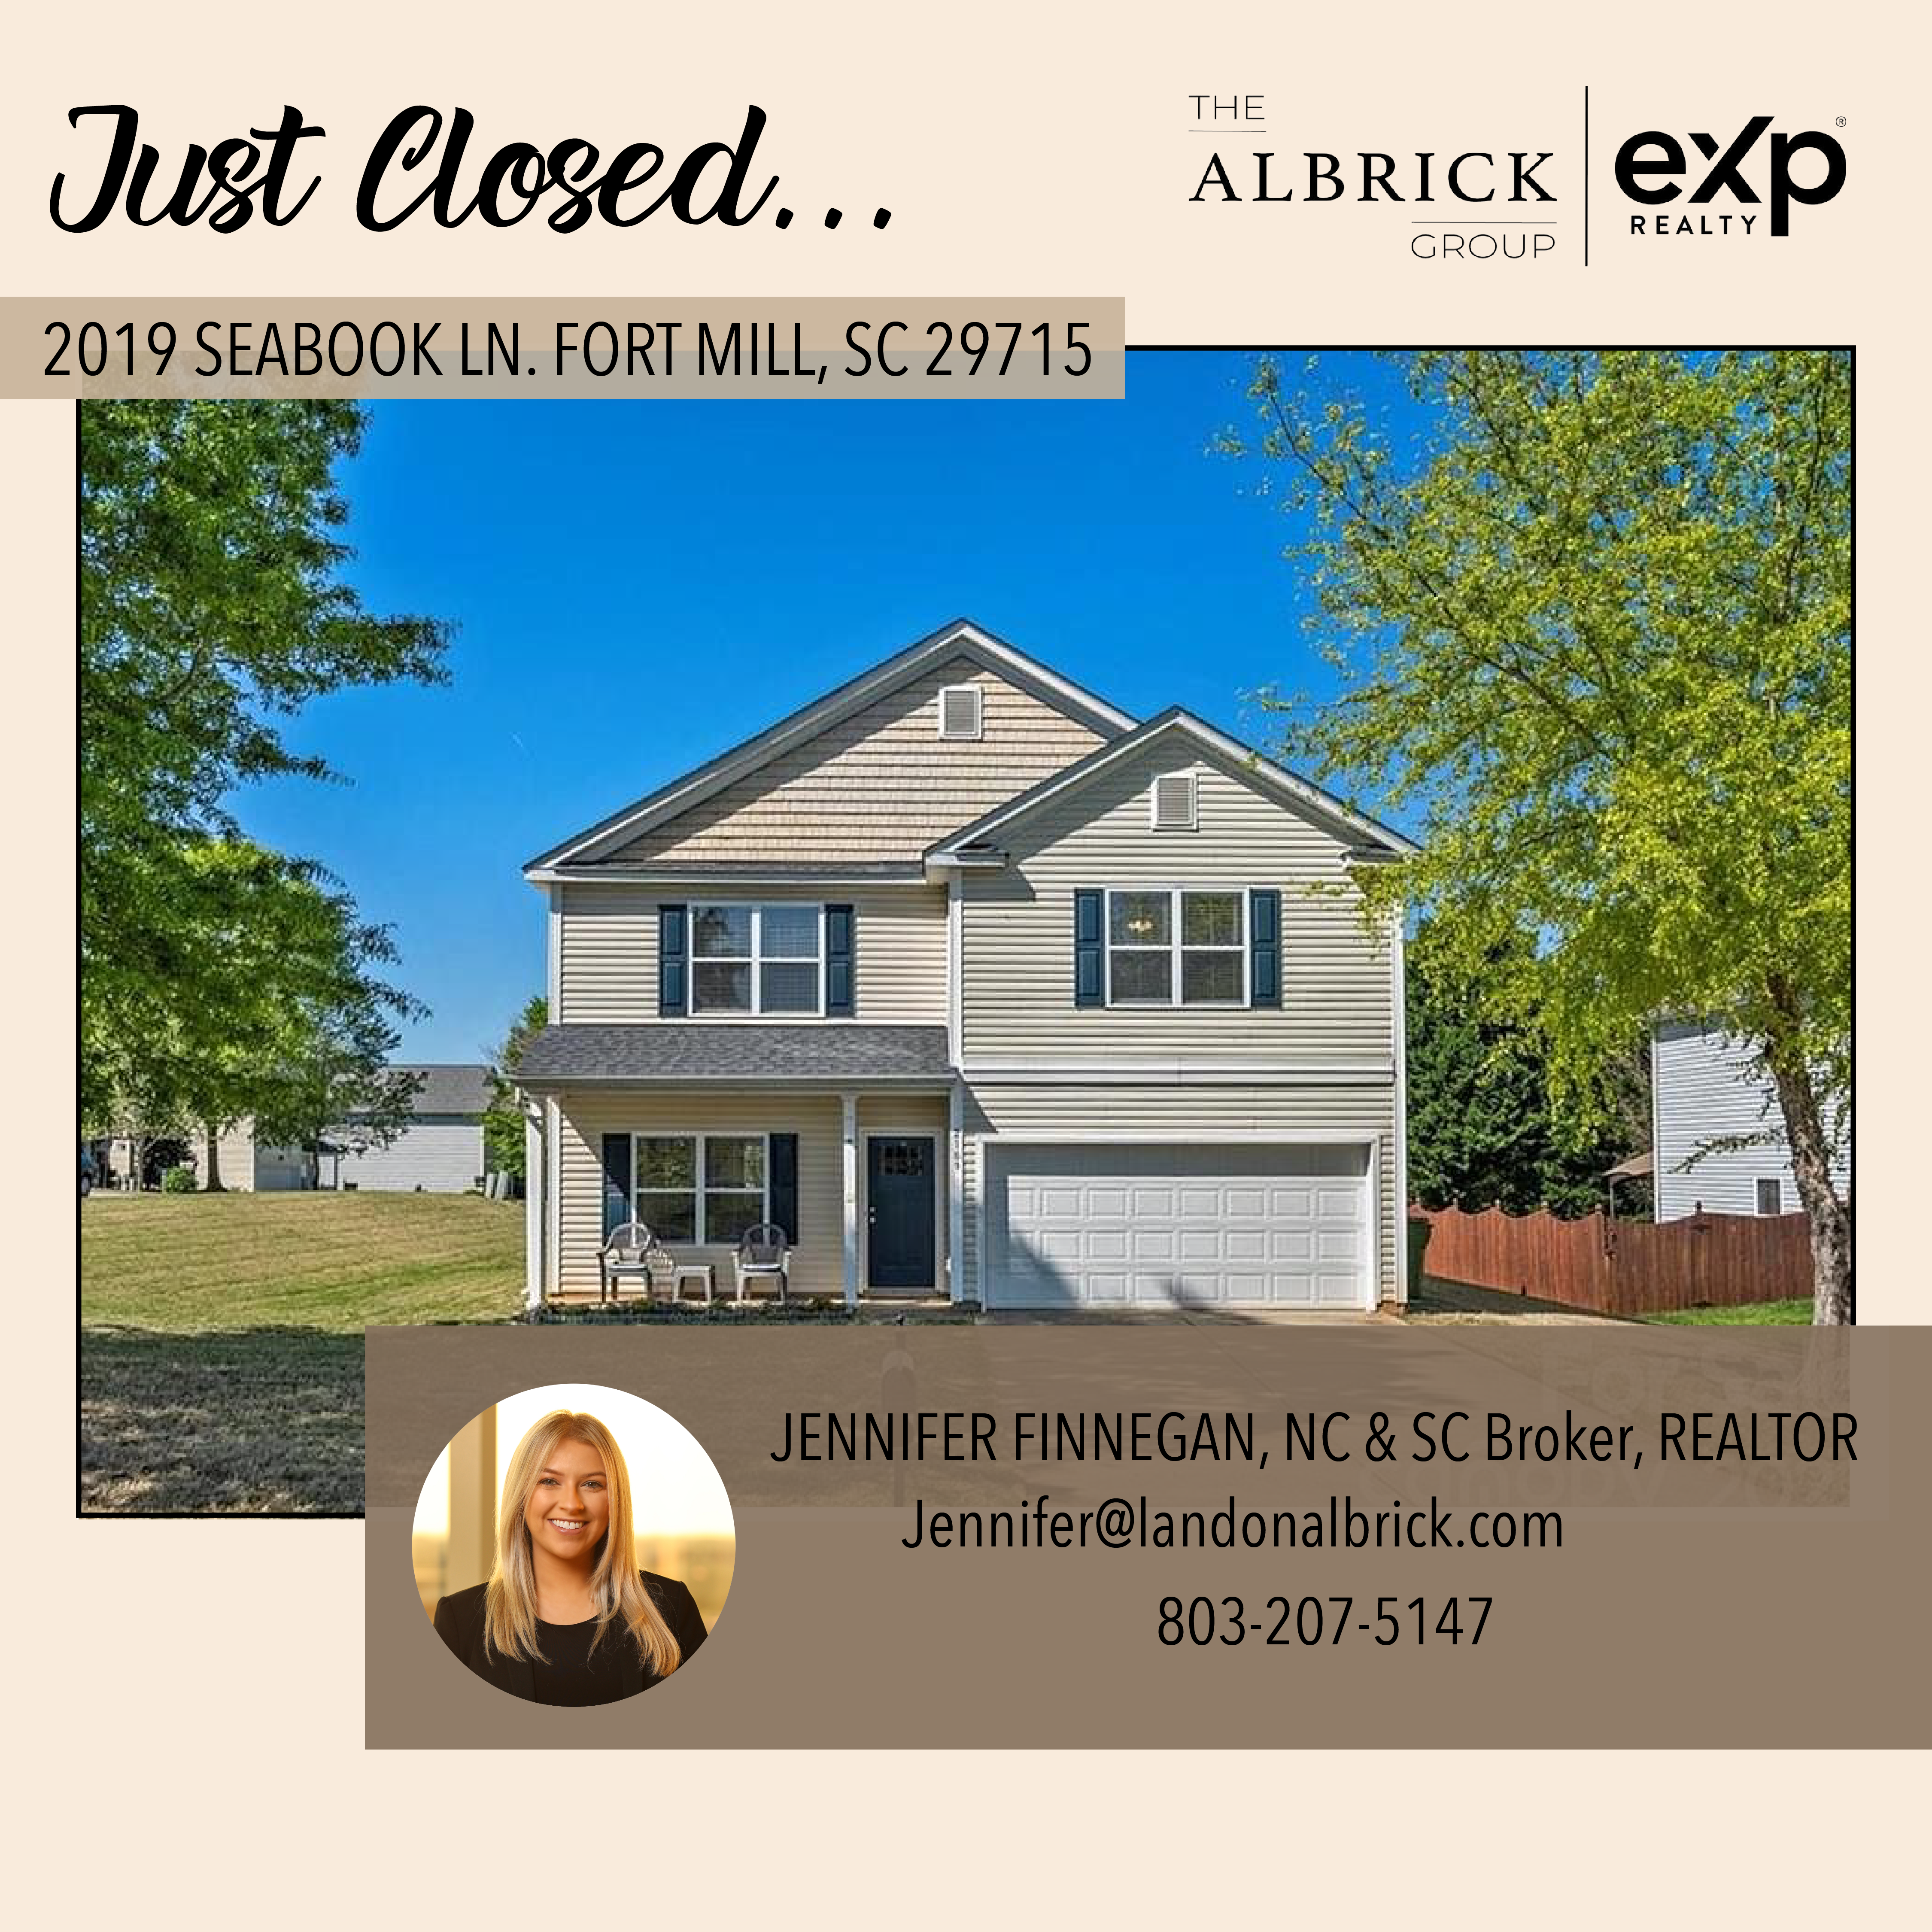 Just Closed...
THE
ALBRICK
GROUP
eXp®
REALTY
2019 SEABOOK LN. FORT MILL, SC 29715
JENNIFER FINNEGAN, NC & SC Broker, REALTOR
Jennifer@landonalbrick.com
803-207-5147